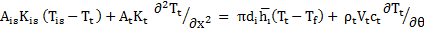 A_is K_is (T_is − T_t) + A_t K_t ∂²T_t/∂x² = πd_i h̅_i (T_t − T_f) + ρ_t V_t c_t ∂T_t/∂θ